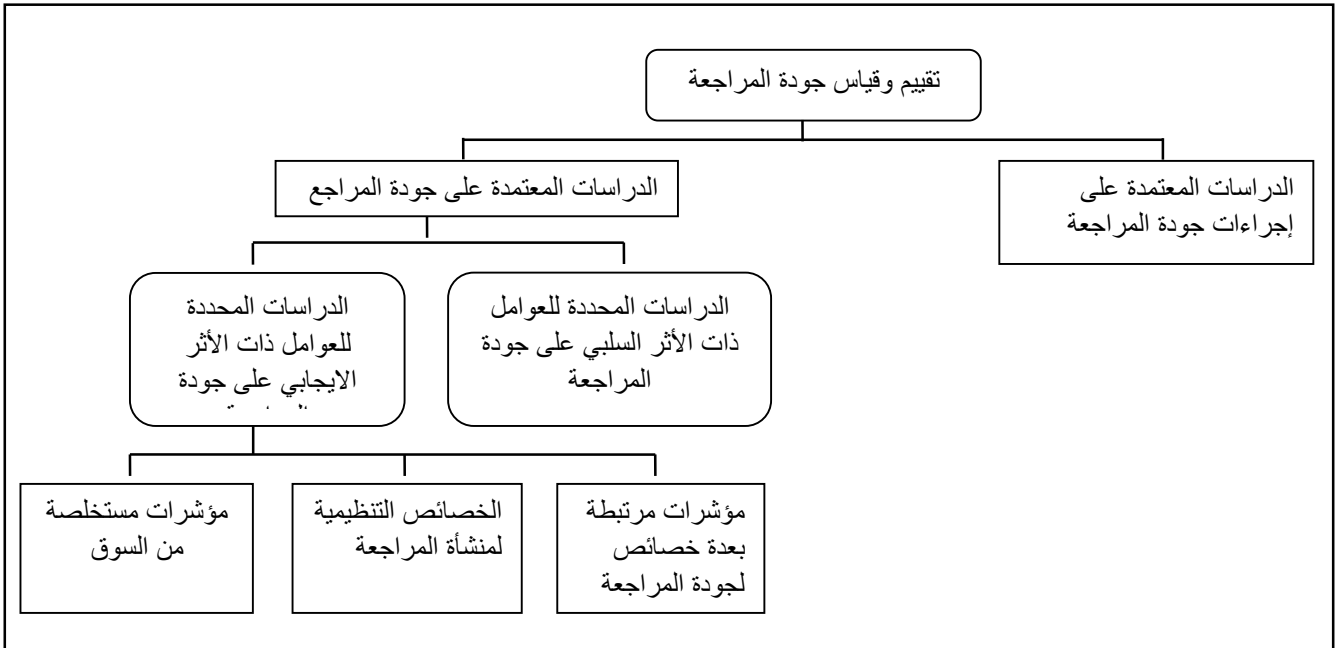 تقييم وقياس جودة المراجعة
الدراسات المعتمدة على
إجراءات جودة المراجعة
الدراسات المعتمدة على جودة المراجع
الدراسات المحددة للعوامل
ذات الأثر السلبي على جودة
المراجعة
الدراسات المحددة
للعوامل ذات الأثر
الايجابي على جودة
مؤشرات مرتبطة
بعدة خصائص
لجودة المراجعة
الخصائص التنظيمية
لمنشأة المراجعة
مؤشرات مستخلصة
من السوق